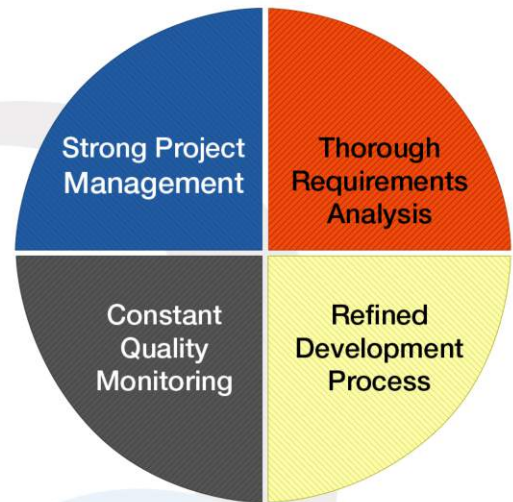 Strong Project
Management
Thorough
Requirements
Analysis
Constant
Quality
Monitoring
Refined
Development
Process